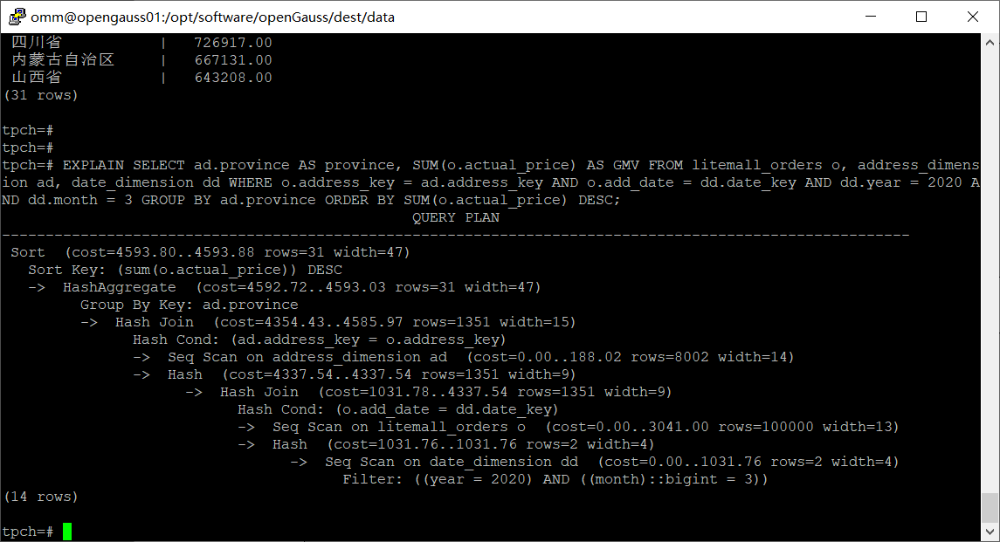 omm@opengauss01:/opt/software/openGauss/dest/data
四川省 | 726917.00
内蒙古自治区 | 667131.00
山西省 | 643208.00
(31 rows)
tpch=#
tpch=#
tpch=# EXPLAIN SELECT ad.province AS province, SUM(o.actual_price) AS GMV FROM litemall_orders o, address_dimens
ion ad, date_dimension dd WHERE o.address_key = ad.address_key AND o.add_date = dd.date_key AND dd.year = 2020 A
ND dd.month = 3 GROUP BY ad.province ORDER BY SUM(o.actual_price) DESC;
QUERY PLAN
--------------------------------------------------------------------------------------------------------
Sort  (cost=4593.80..4593.88 rows=31 width=47)
Sort Key: (sum(o.actual_price)) DESC
->  HashAggregate  (cost=4592.72..4593.03 rows=31 width=47)
Group By Key: ad.province
->  Hash Join  (cost=4354.43..4585.97 rows=1351 width=15)
Hash Cond: (ad.address_key = o.address_key)
->  Seq Scan on address_dimension ad  (cost=0.00..188.02 rows=8002 width=14)
->  Hash  (cost=4337.54..4337.54 rows=1351 width=9)
->  Hash Join  (cost=1031.78..4337.54 rows=1351 width=9)
Hash Cond: (o.add_date = dd.date_key)
->  Seq Scan on litemall_orders o  (cost=0.00..3041.00 rows=100000 width=13)
->  Hash  (cost=1031.76..1031.76 rows=2 width=4)
->  Seq Scan on date_dimension dd  (cost=0.00..1031.76 rows=2 width=4)
Filter: ((year = 2020) AND ((month)::bigint = 3))
(14 rows)
tpch=#